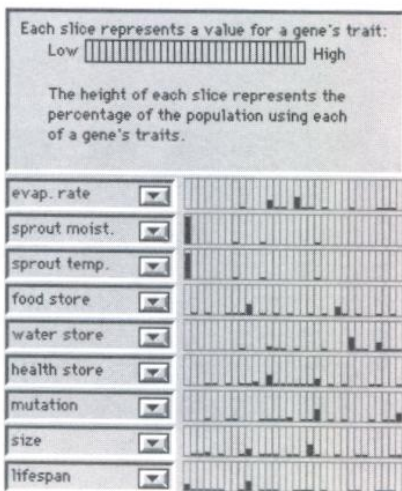 Each slice represents a value for a gene's trait:
Low High
The height of each slice represents the
percentage of the population using each
of a gene's traits.
evap. rate
sprout moist.
sprout temp.
food store
water store
health store
mutation
size
lifespan